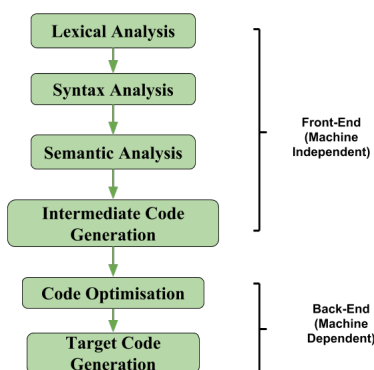 Lexical Analysis
Syntax Analysis
Semantic Analysis
Intermediate Code
Generation
Front-End
(Machine
Independent)
Code Optimisation
Target Code
Generation
Back-End
(Machine
Dependent)